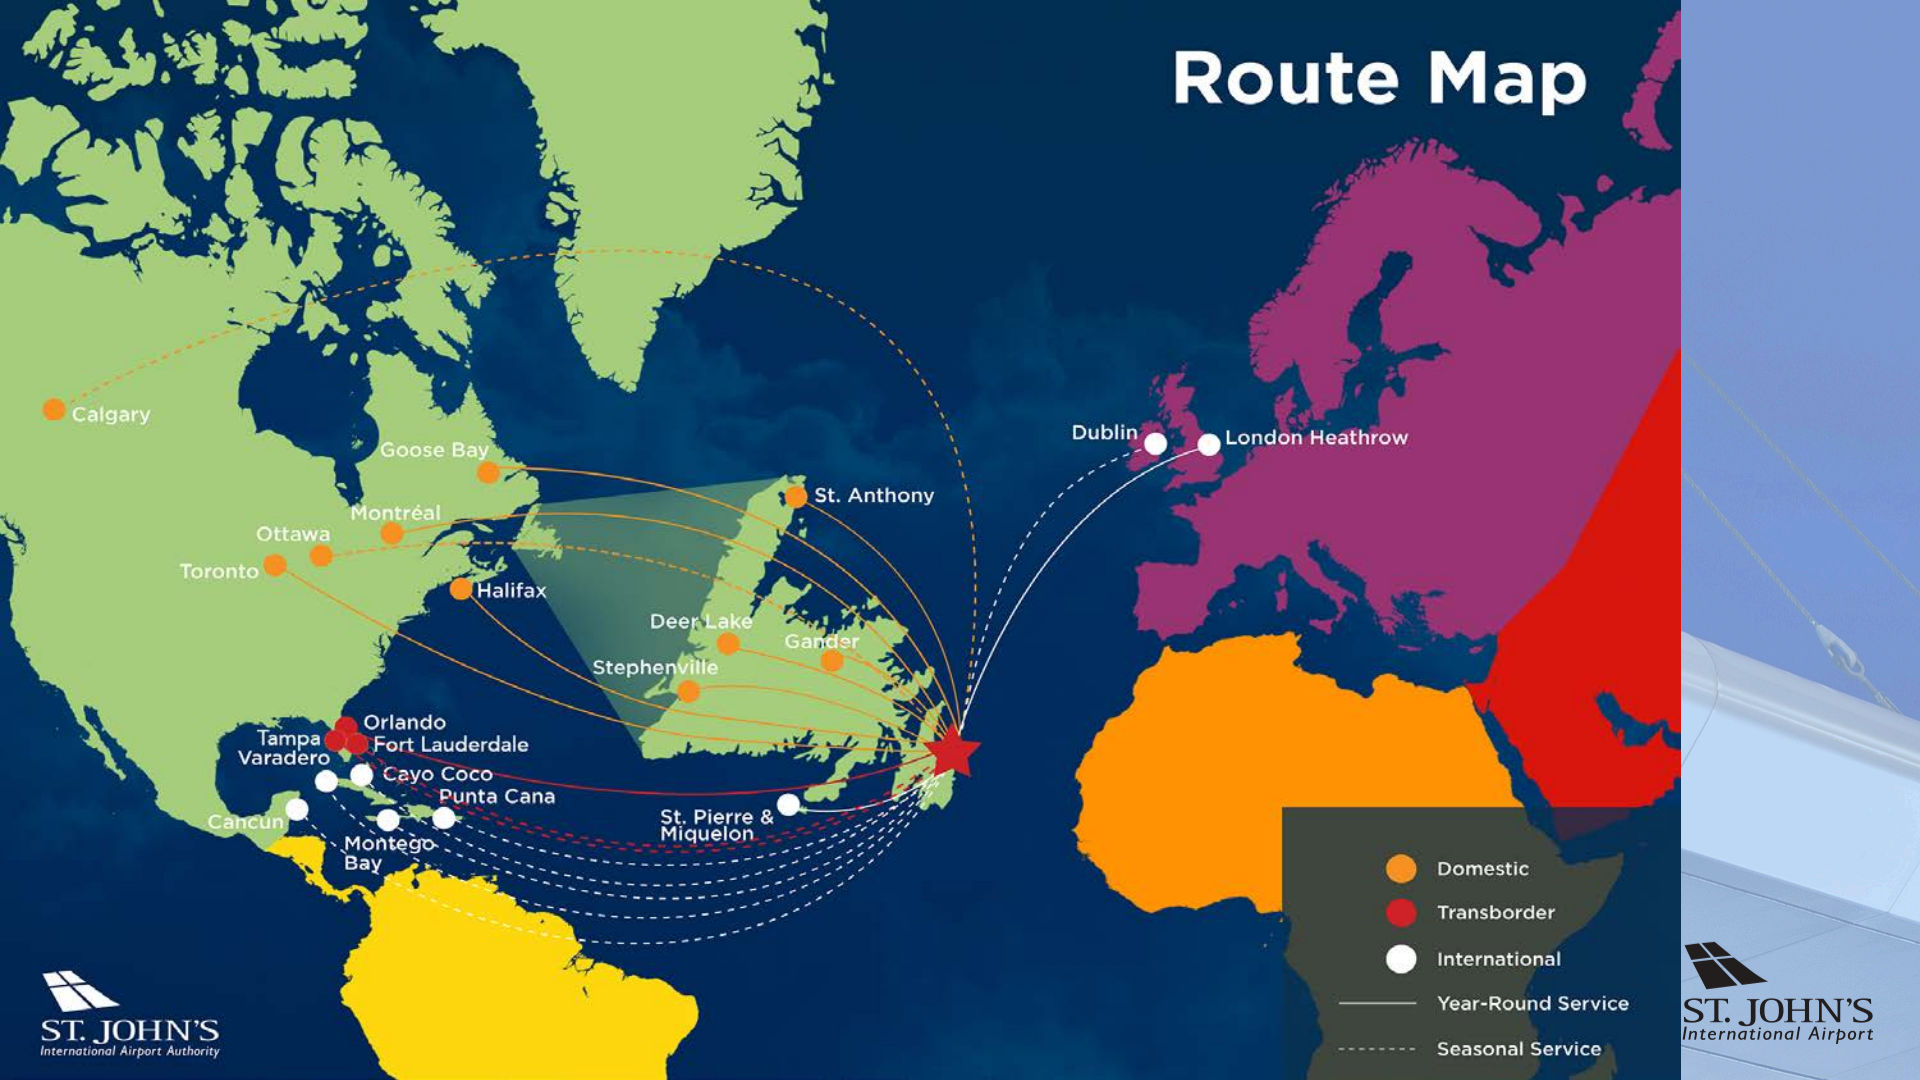 Route Map
Calgary
Goose Bay
Montréal
Ottawa
Toronto
Halifax
St. Anthony
Deer Lake
Gander
Stephenville
Dublin
London Heathrow
Orlando
Tampa
Fort Lauderdale
Varadero
Cayo Coco
Punta Cana
Cancun
Montego
Bay
St. Pierre &
Miquelon
Domestic
Transborder
International
Year-Round Service
Seasonal Service
ST. JOHN'S
International Airport Authority
ST. JOHN'S
International Airport